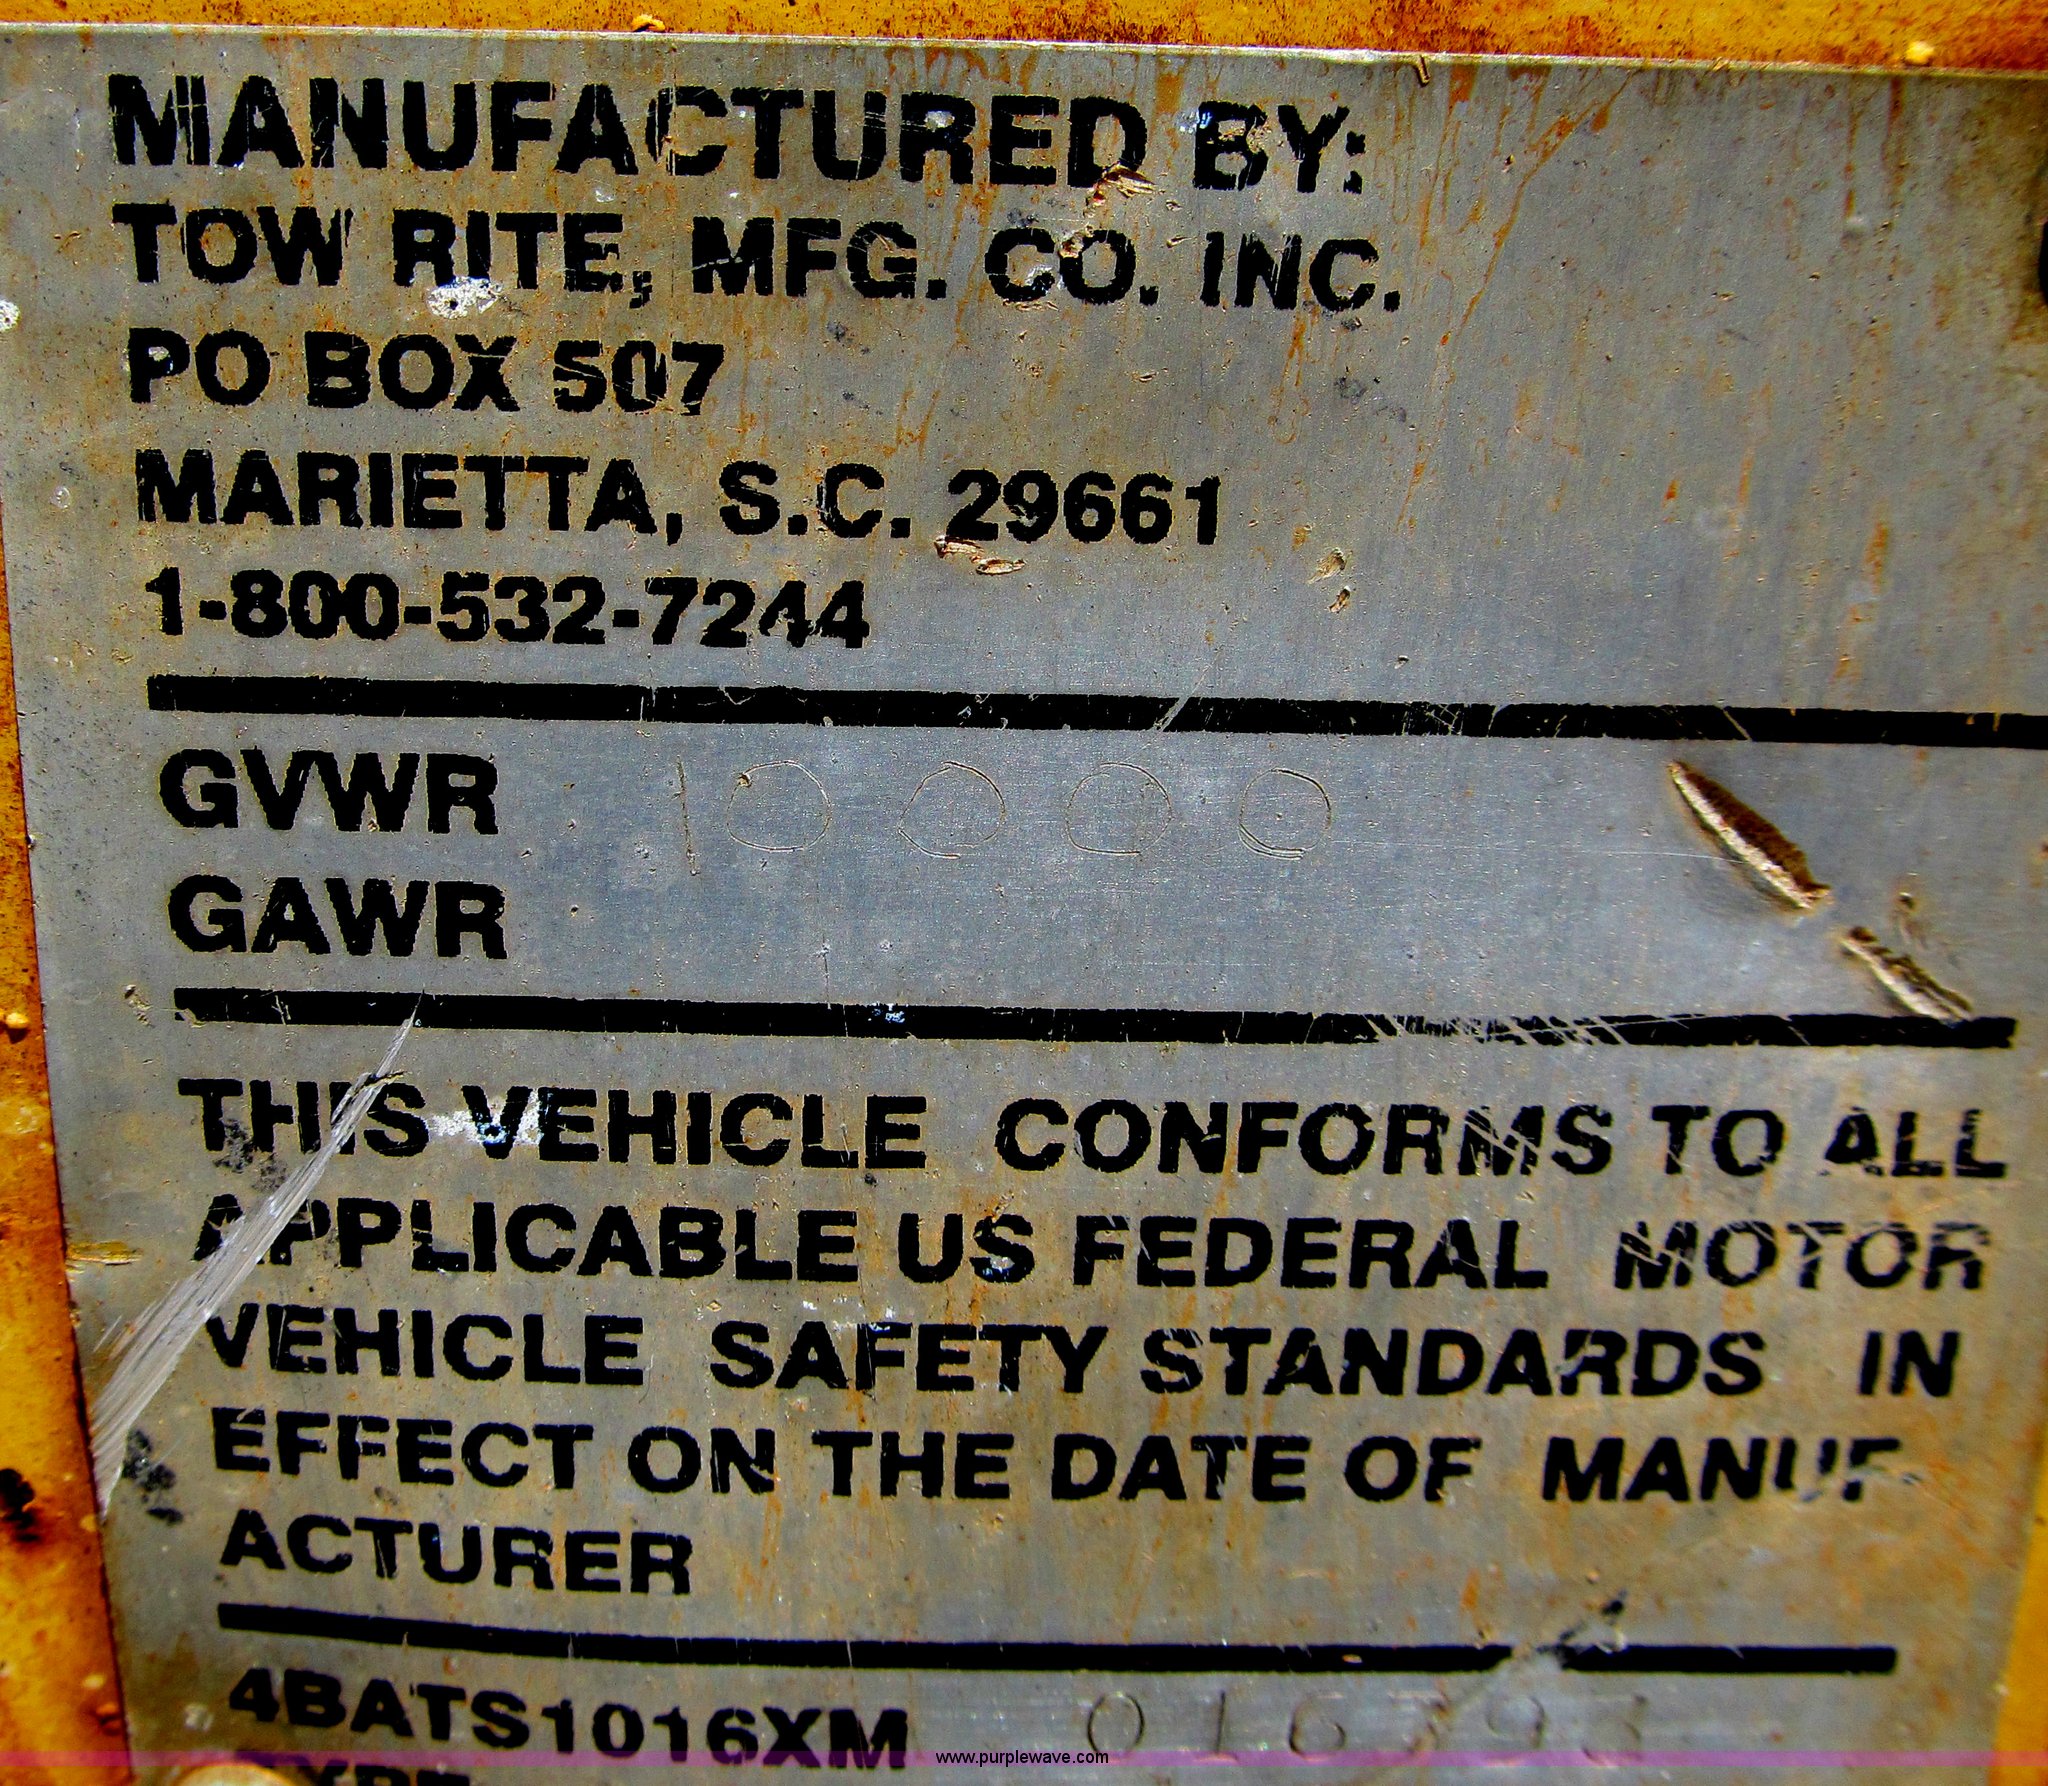 MANUFACTURED BY:
TOW RITE, MFG. CO. INC.
PO BOX 507
MARIETTA, S.C. 29661
1-800-532-7244
GVWR 10000
GAWR
THIS VEHICLE CONFORMS TO ALL
APPLICABLE US FEDERAL MOTOR
VEHICLE SAFETY STANDARDS IN
EFFECT ON THE DATE OF MANUF-
ACTURER
4BATS1016XM
www.purplewave.com